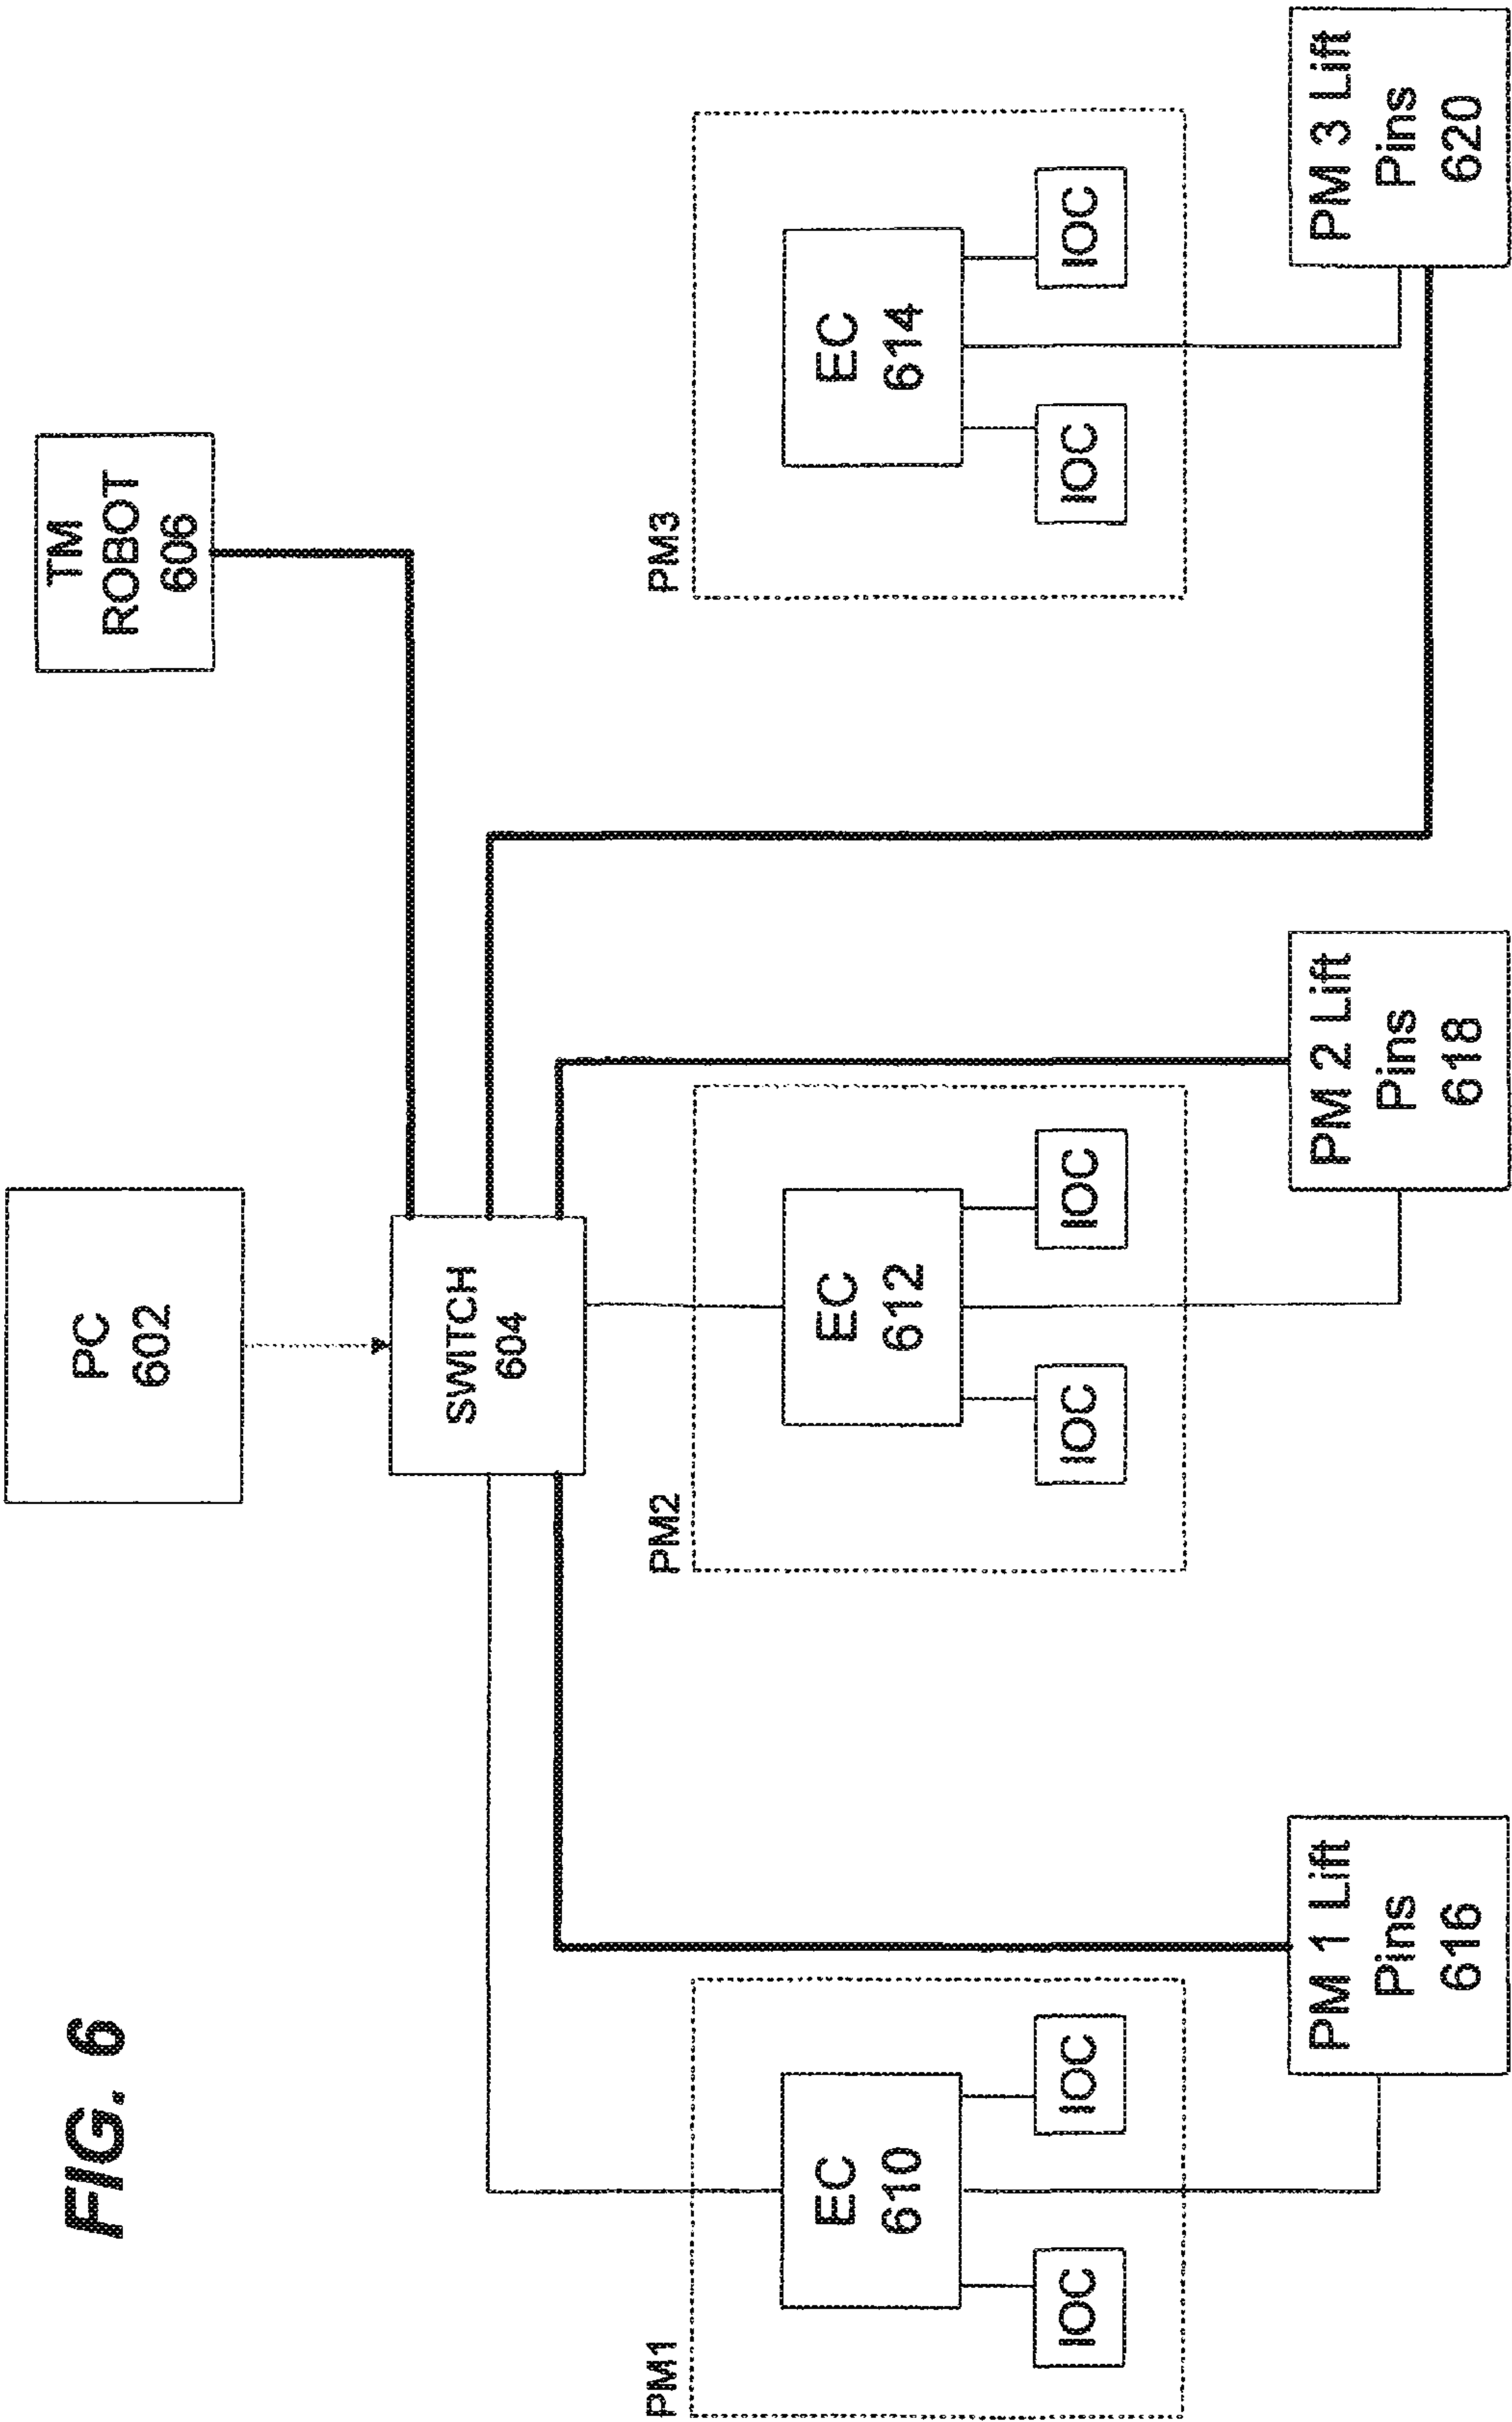 FIG. 6
PC
602
TM
ROBOT
606
SWITCH
604
PM1
EC
610
IOC
IOC
PM2
EC
612
IOC
IOC
PM3
EC
614
IOC
IOC
PM 1 Lift
Pins
616
PM 2 Lift
Pins
618
PM 3 Lift
Pins
620